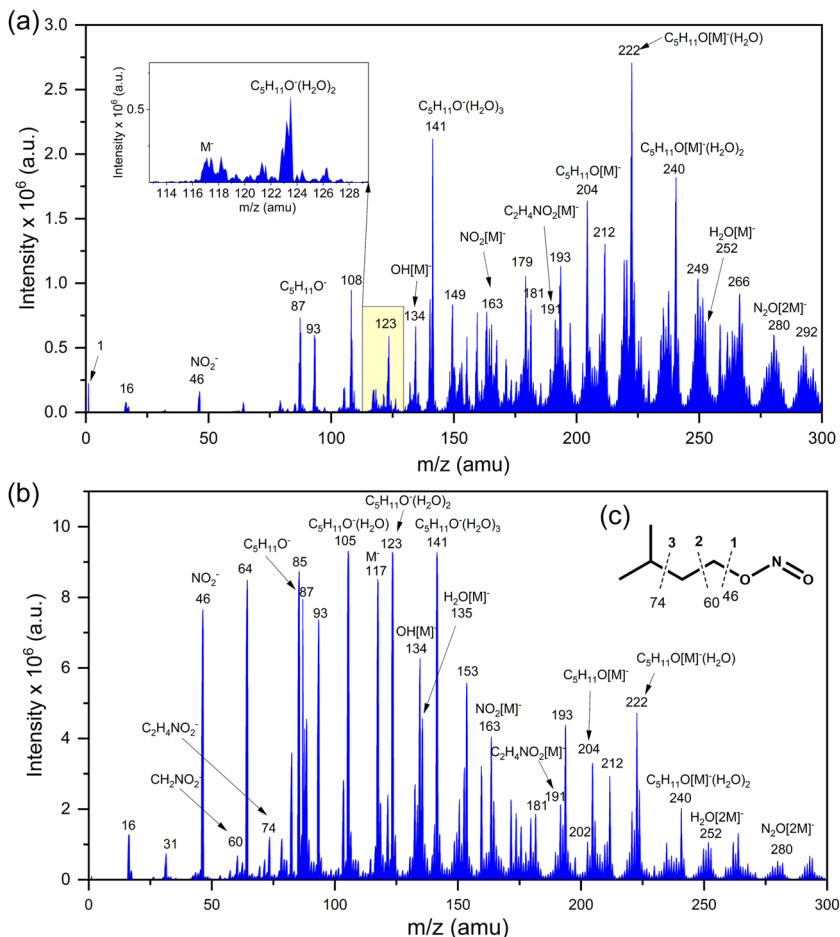 (a)
3.0
2.5
2.0
1.5
1.0
0.5
0.0
Intensity x 10⁶ (a.u.)
0 50 100 150 200 250 300
m/z (amu)
Intensity x 10⁶ (a.u.)
0.5
C₅H₁₁O⁻(H₂O)₂
M⁻
114 116 118 120 122 124 126 128
m/z (amu)
1
16
NO₂⁻
46
C₅H₁₁O⁻
87
93
108
123
OH[M]⁻
134
C₅H₁₁O⁻(H₂O)₃
141
149
NO₂[M]⁻
163
179
181
C₂H₄NO₂[M]⁻
191
193
C₅H₁₁O[M]⁻
204
212
222
C₅H₁₁O[M]⁻(H₂O)
C₅H₁₁O[M]⁻(H₂O)₂
240
249
H₂O[M]⁻
252
266
N₂O[2M]⁻
280
292
(b)
10
8
6
4
2
0
Intensity x 10⁶ (a.u.)
0 50 100 150 200 250 300
m/z (amu)
16
31
NO₂⁻
46
CH₂NO₂⁻
60
64
C₂H₄NO₂⁻
74
C₅H₁₁O⁻
85
87
93
C₅H₁₁O⁻(H₂O)
105
M⁻
117
C₅H₁₁O⁻(H₂O)₂
123
OH[M]⁻
134
H₂O[M]⁻
135
C₅H₁₁O⁻(H₂O)₃
141
153
NO₂[M]⁻
163
181
C₂H₄NO₂[M]⁻
191
193
202
C₅H₁₁O[M]⁻
204
212
C₅H₁₁O[M]⁻(H₂O)
222
C₅H₁₁O[M]⁻(H₂O)₂
240
H₂O[2M]⁻
252
N₂O[2M]⁻
280
(c)
3 2 1
N
O O
74 60 46